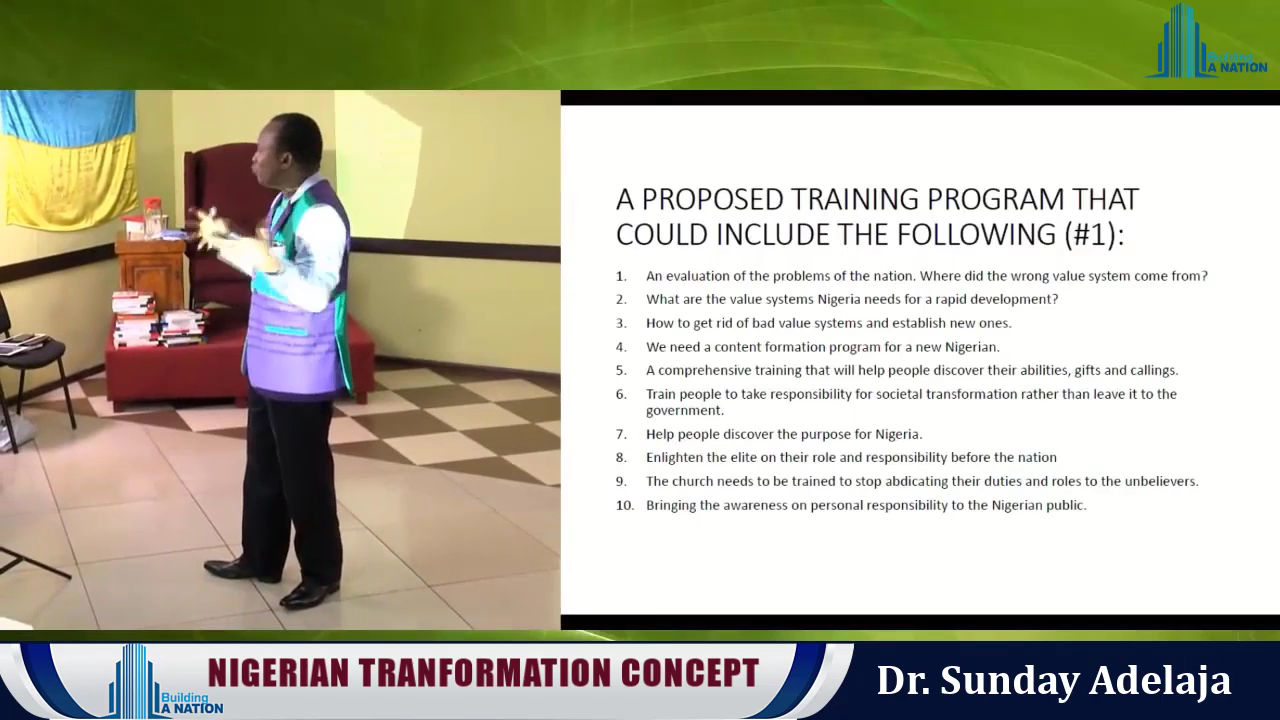 Building
A NATION
A PROPOSED TRAINING PROGRAM THAT
COULD INCLUDE THE FOLLOWING (#1):
1. An evaluation of the problems of the nation. Where did the wrong value system come from?
2. What are the value systems Nigeria needs for a rapid development?
3. How to get rid of bad value systems and establish new ones.
4. We need a content formation program for a new Nigerian.
5. A comprehensive training that will help people discover their abilities, gifts and callings.
6. Train people to take responsibility for societal transformation rather than leave it to the
government.
7. Help people discover the purpose for Nigeria.
8. Enlighten the elite on their role and responsibility before the nation
9. The church needs to be trained to stop abdicating their duties and roles to the unbelievers.
10. Bringing the awareness on personal responsibility to the Nigerian public.
Building
A NATION
NIGERIAN TRANFORMATION CONCEPT
Dr. Sunday Adelaja